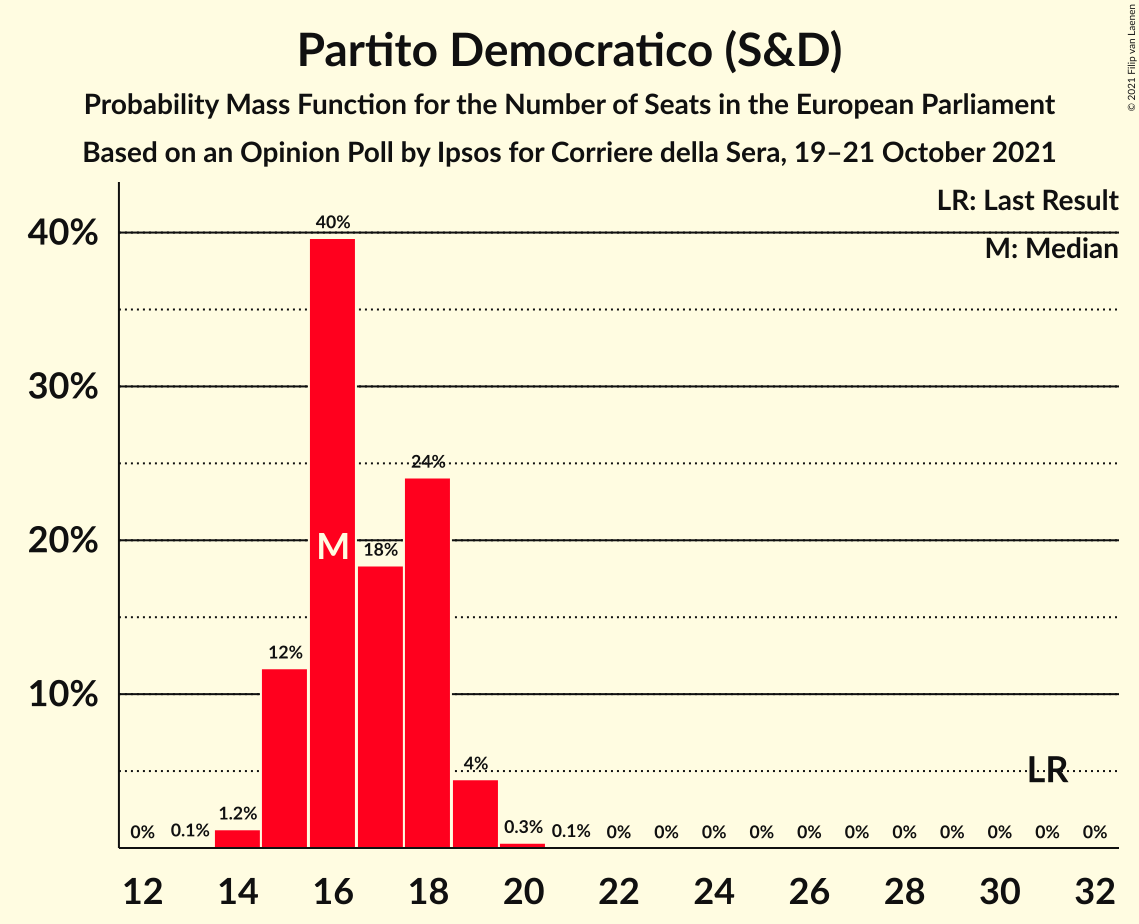 Partito Democratico (S&D)
Probability Mass Function for the Number of Seats in the European Parliament
Based on an Opinion Poll by Ipsos for Corriere della Sera, 19–21 October 2021
© 2021 Filip van Laenen
LR: Last Result
M: Median
40%
30%
20%
10%
0%
0.1%
1.2%
12%
40%
M
18%
24%
4%
0.3%
0.1%
0%
0%
0%
0%
0%
0%
0%
0%
0%
0%
0%
LR
12 14 16 18 20 22 24 26 28 30 32